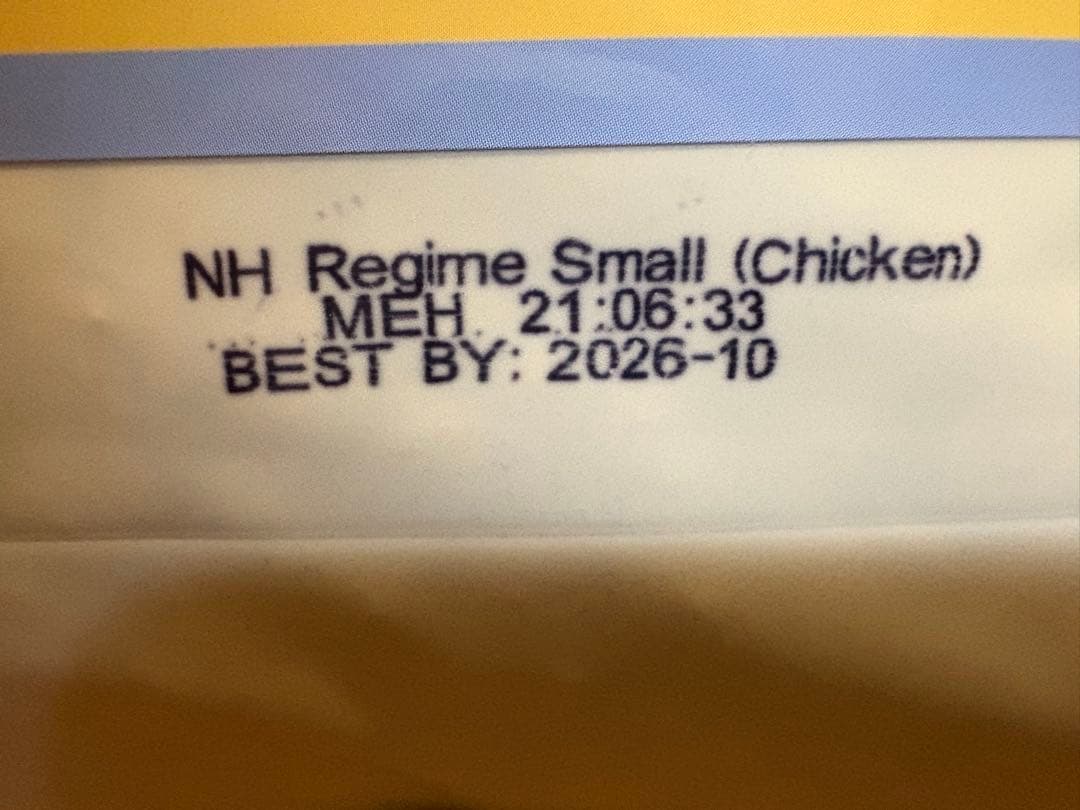 NH Regime Small (Chicken)
MEH 21:06:33
BEST BY: 2026-10